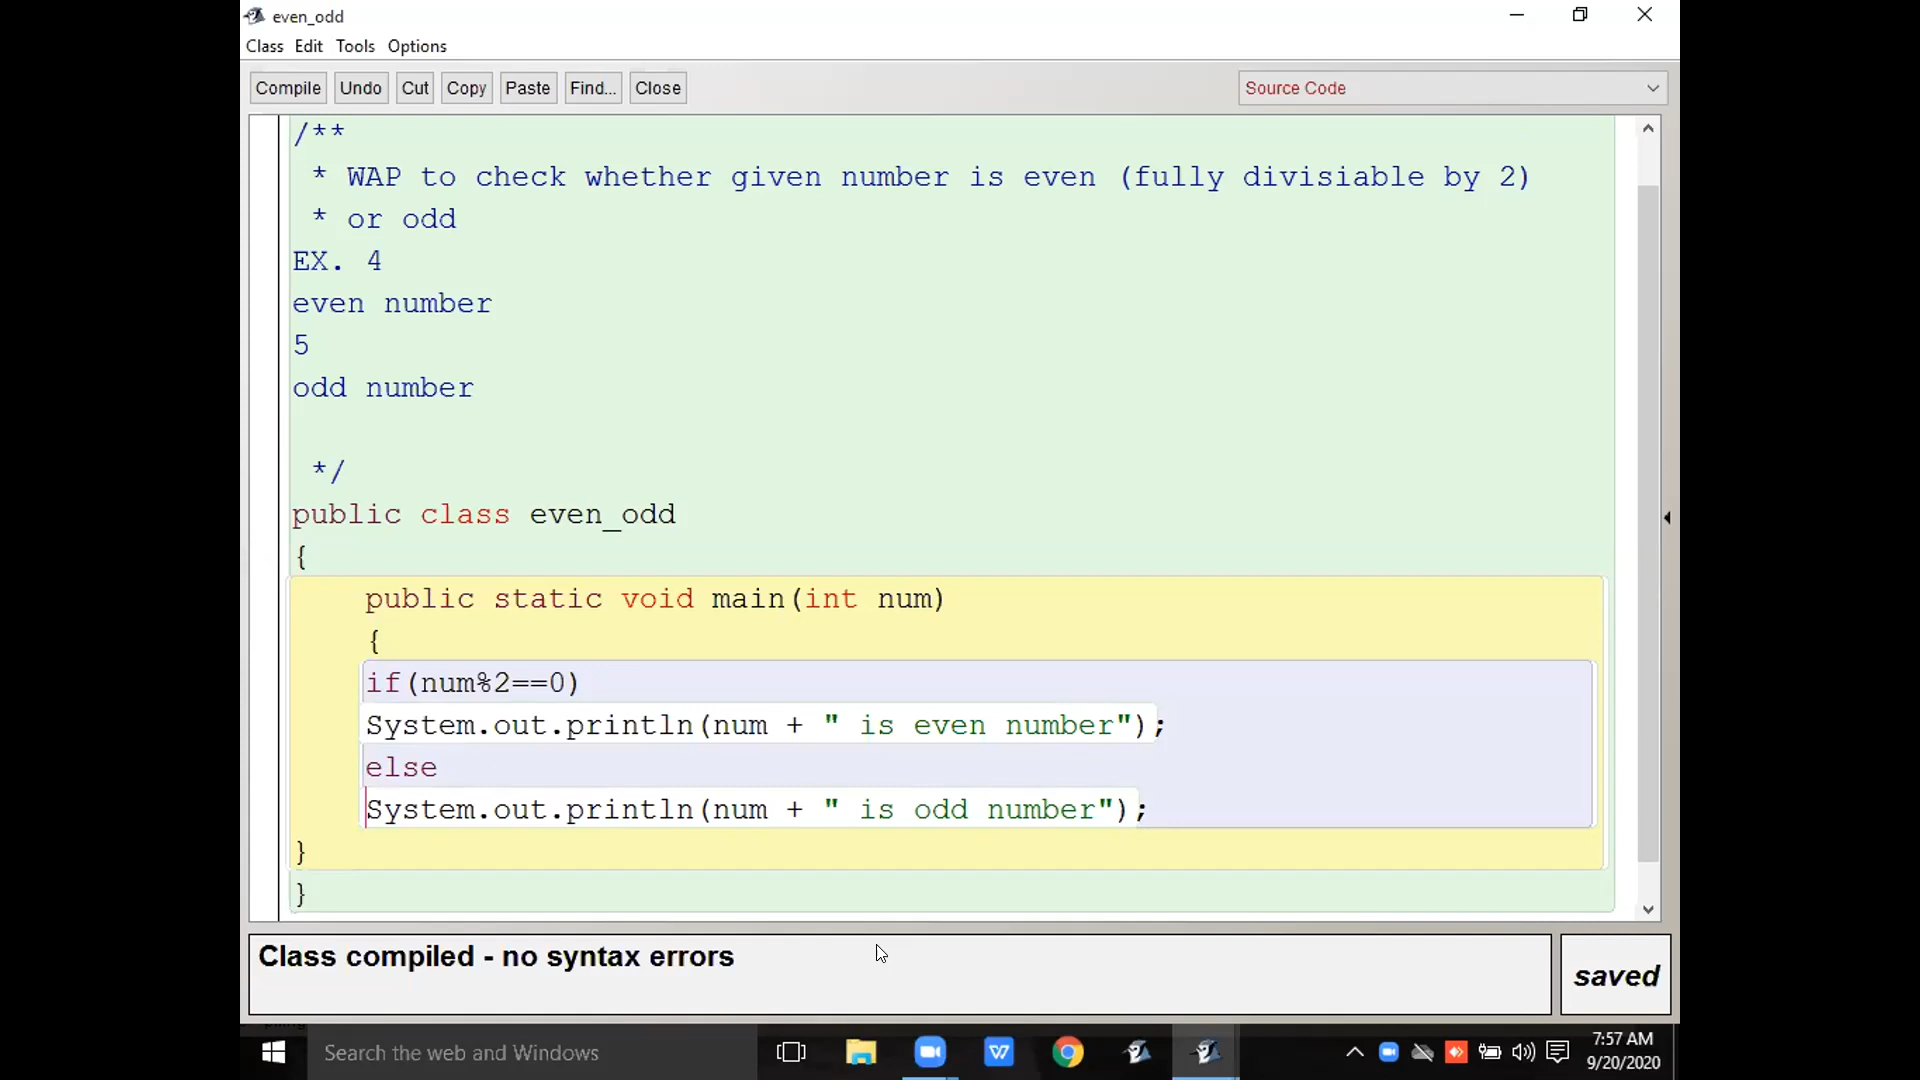 even_odd
Class Edit Tools Options
Compile Undo Cut Copy Paste Find... Close Source Code
/**
* WAP to check whether given number is even (fully divisiable by 2)
* or odd
EX. 4
even number
5
odd number
*/
public class even_odd
{
public static void main(int num)
{
if(num%2==0)
System.out.println(num + " is even number");
else
System.out.println(num + " is odd number");
}
}
Class compiled - no syntax errors
saved
Search the web and Windows
7:57 AM
9/20/2020